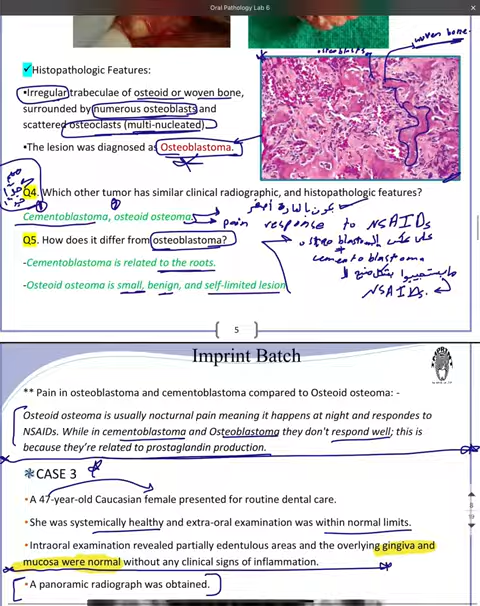 Oral Pathology Lab 6
woven bone
osteoblasts
✓Histopathologic Features:
▪Irregular trabeculae of osteoid or woven bone,
surrounded by numerous osteoblasts and
scattered osteoclasts (multi-nucleated)
▪The lesion was diagnosed as Osteoblastoma.
Q4. Which other tumor has similar clinical radiographic, and histopathologic features?
① ②
Cementoblastoma, osteoid osteoma
pain response to NSAIDs
Q5. How does it differ from osteoblastoma?
على عكس ال osteoblastoma
+
cementoblastoma
-Cementoblastoma is related to the roots.
-Osteoid osteoma is small, benign, and self-limited lesion
NSAIDs.
5
Imprint Batch
** Pain in osteoblastoma and cementoblastoma compared to Osteoid osteoma: -
Osteoid osteoma is usually nocturnal pain meaning it happens at night and respondes to
NSAIDs. While in cementoblastoma and Osteoblastoma they don't respond well; this is
because they're related to prostaglandin production.
CASE 3
▪A 47-year-old Caucasian female presented for routine dental care.
▪She was systemically healthy and extra-oral examination was within normal limits.
▪Intraoral examination revealed partially edentulous areas and the overlying gingiva and
mucosa were normal without any clinical signs of inflammation.
▪A panoramic radiograph was obtained.